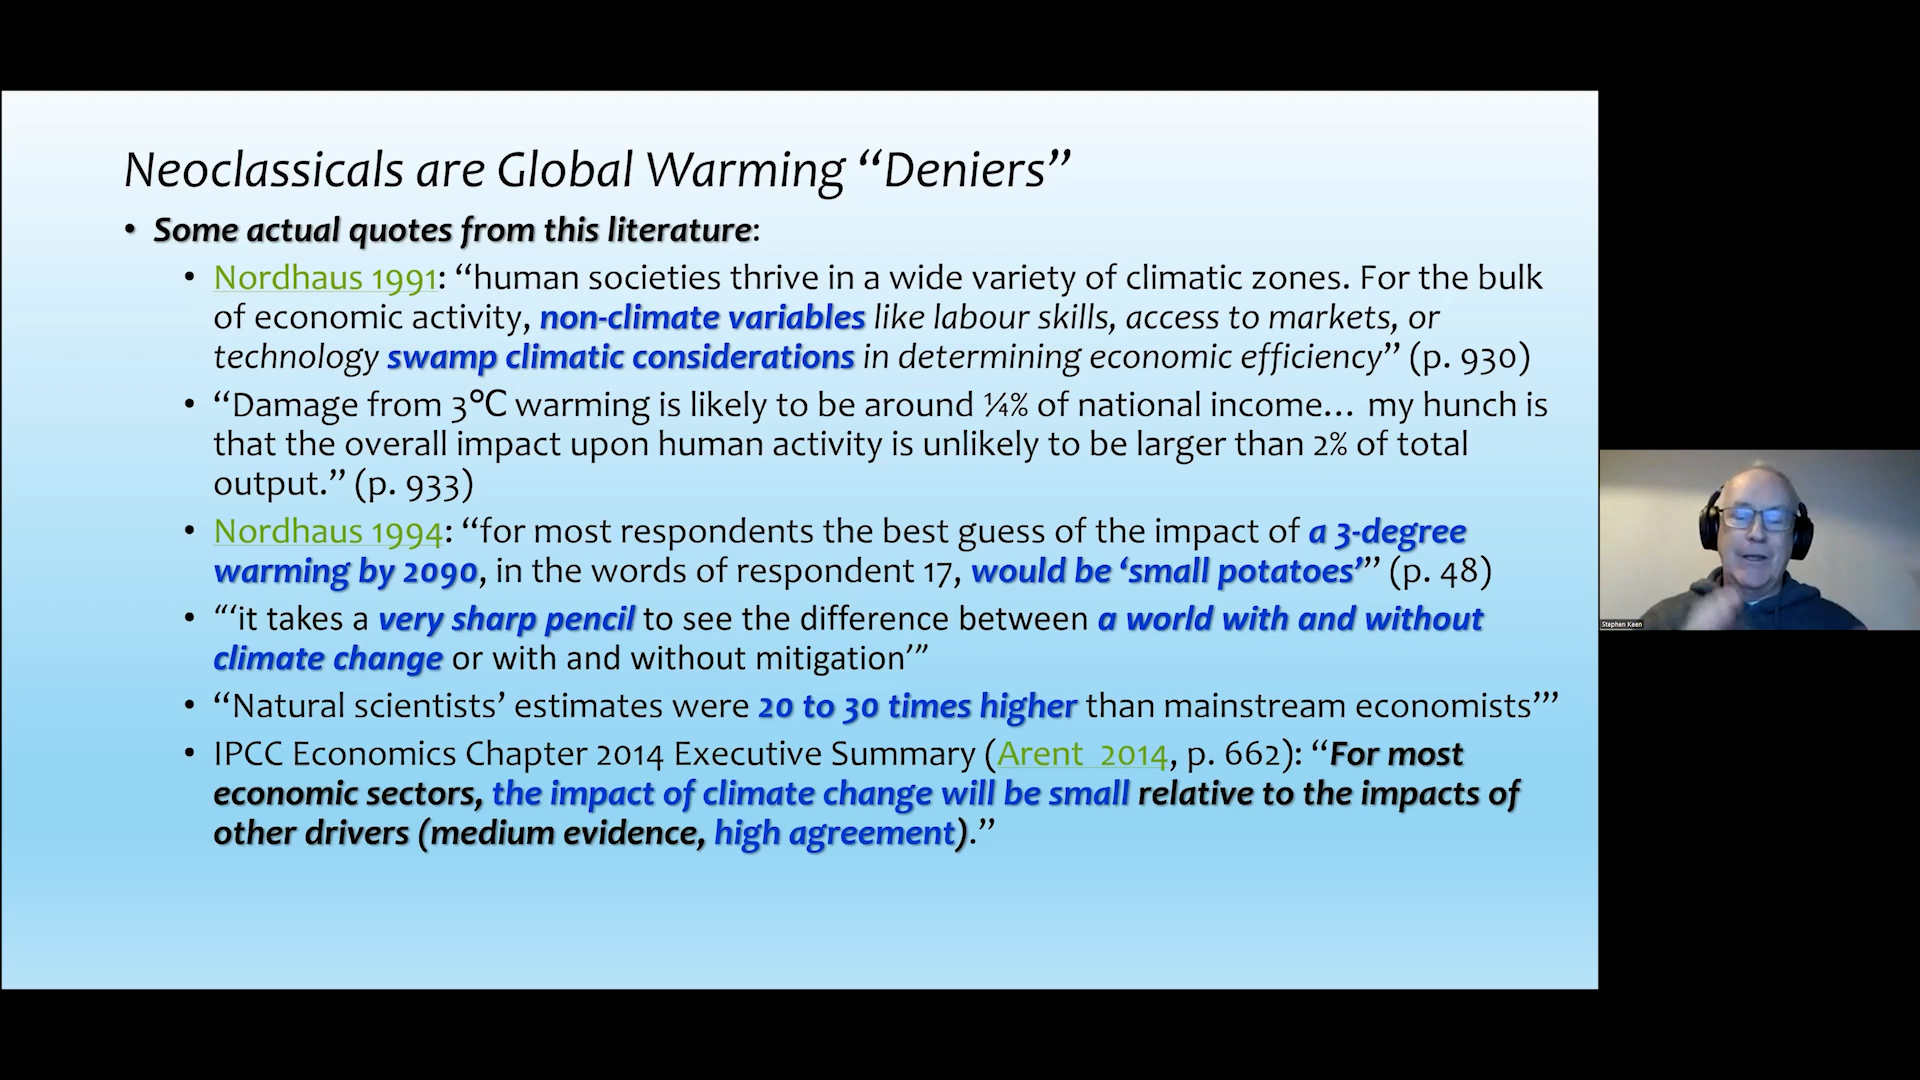 Neoclassicals are Global Warming “Deniers”
• Some actual quotes from this literature:
• Nordhaus 1991: “human societies thrive in a wide variety of climatic zones. For the bulk
of economic activity, non-climate variables like labour skills, access to markets, or
technology swamp climatic considerations in determining economic efficiency” (p. 930)
• “Damage from 3℃ warming is likely to be around ¼% of national income… my hunch is
that the overall impact upon human activity is unlikely to be larger than 2% of total
output.” (p. 933)
• Nordhaus 1994: “for most respondents the best guess of the impact of a 3-degree
warming by 2090, in the words of respondent 17, would be ‘small potatoes’” (p. 48)
• “‘it takes a very sharp pencil to see the difference between a world with and without
climate change or with and without mitigation’”
• “Natural scientists’ estimates were 20 to 30 times higher than mainstream economists’”
• IPCC Economics Chapter 2014 Executive Summary (Arent 2014, p. 662): “For most
economic sectors, the impact of climate change will be small relative to the impacts of
other drivers (medium evidence, high agreement).”
Stephen Keen